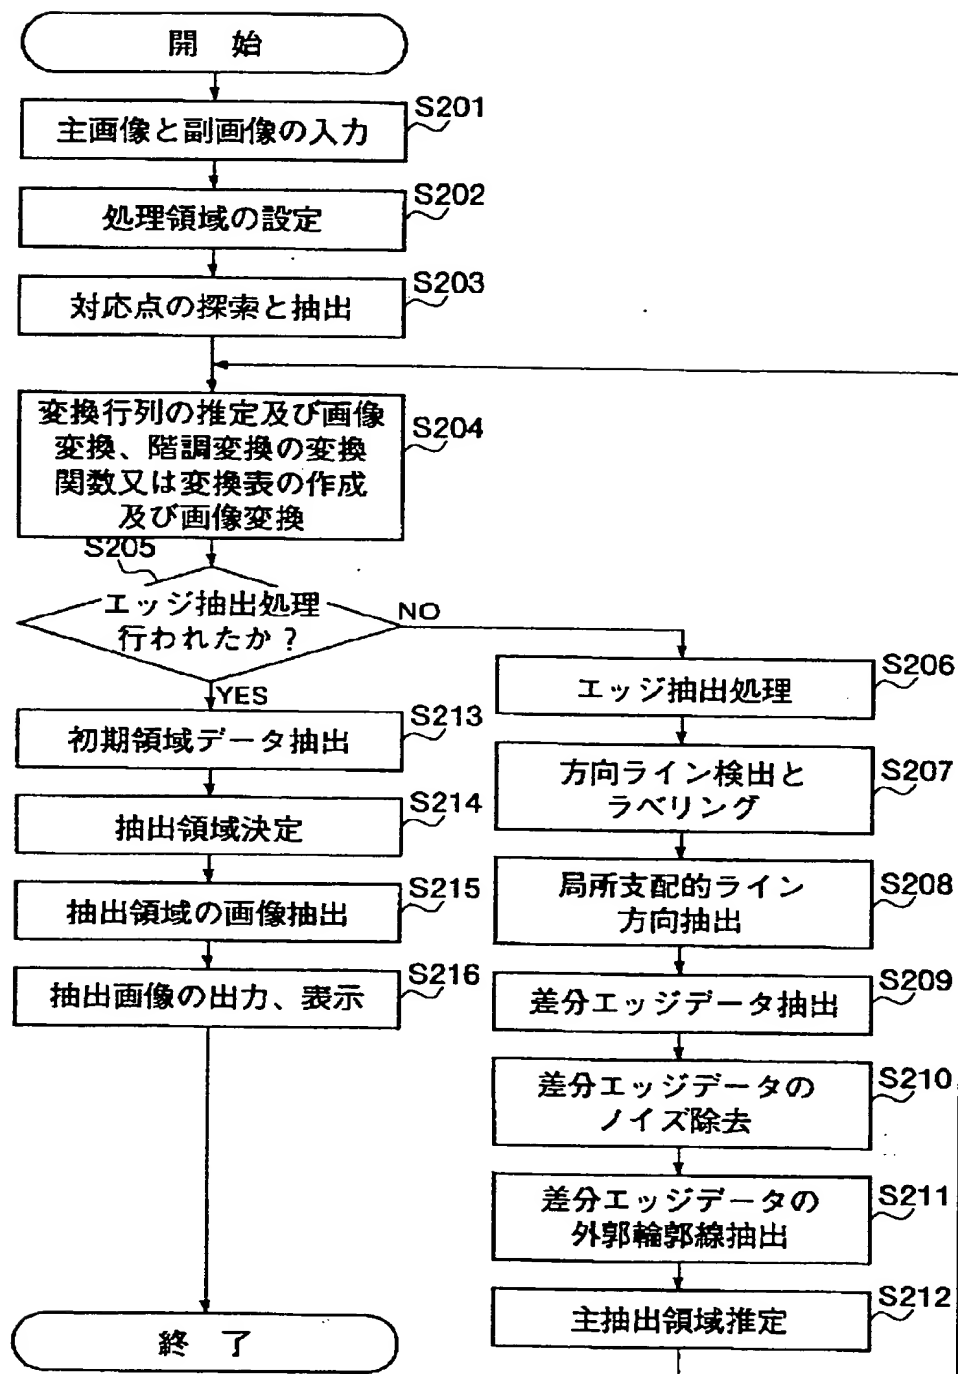 開 始
主画像と副画像の入力
S201
処理領域の設定
S202
対応点の探索と抽出
S203
変換行列の推定及び画像
変換、階調変換の変換
関数又は変換表の作成
及び画像変換
S204
S205
エッジ抽出処理
行われたか？
NO
YES
初期領域データ抽出
S213
抽出領域決定
S214
抽出領域の画像抽出
S215
抽出画像の出力、表示
S216
終 了
エッジ抽出処理
S206
方向ライン検出と
ラベリング
S207
局所支配的ライン
方向抽出
S208
差分エッジデータ抽出
S209
差分エッジデータの
ノイズ除去
S210
差分エッジデータの
外郭輪郭線抽出
S211
主抽出領域推定
S212